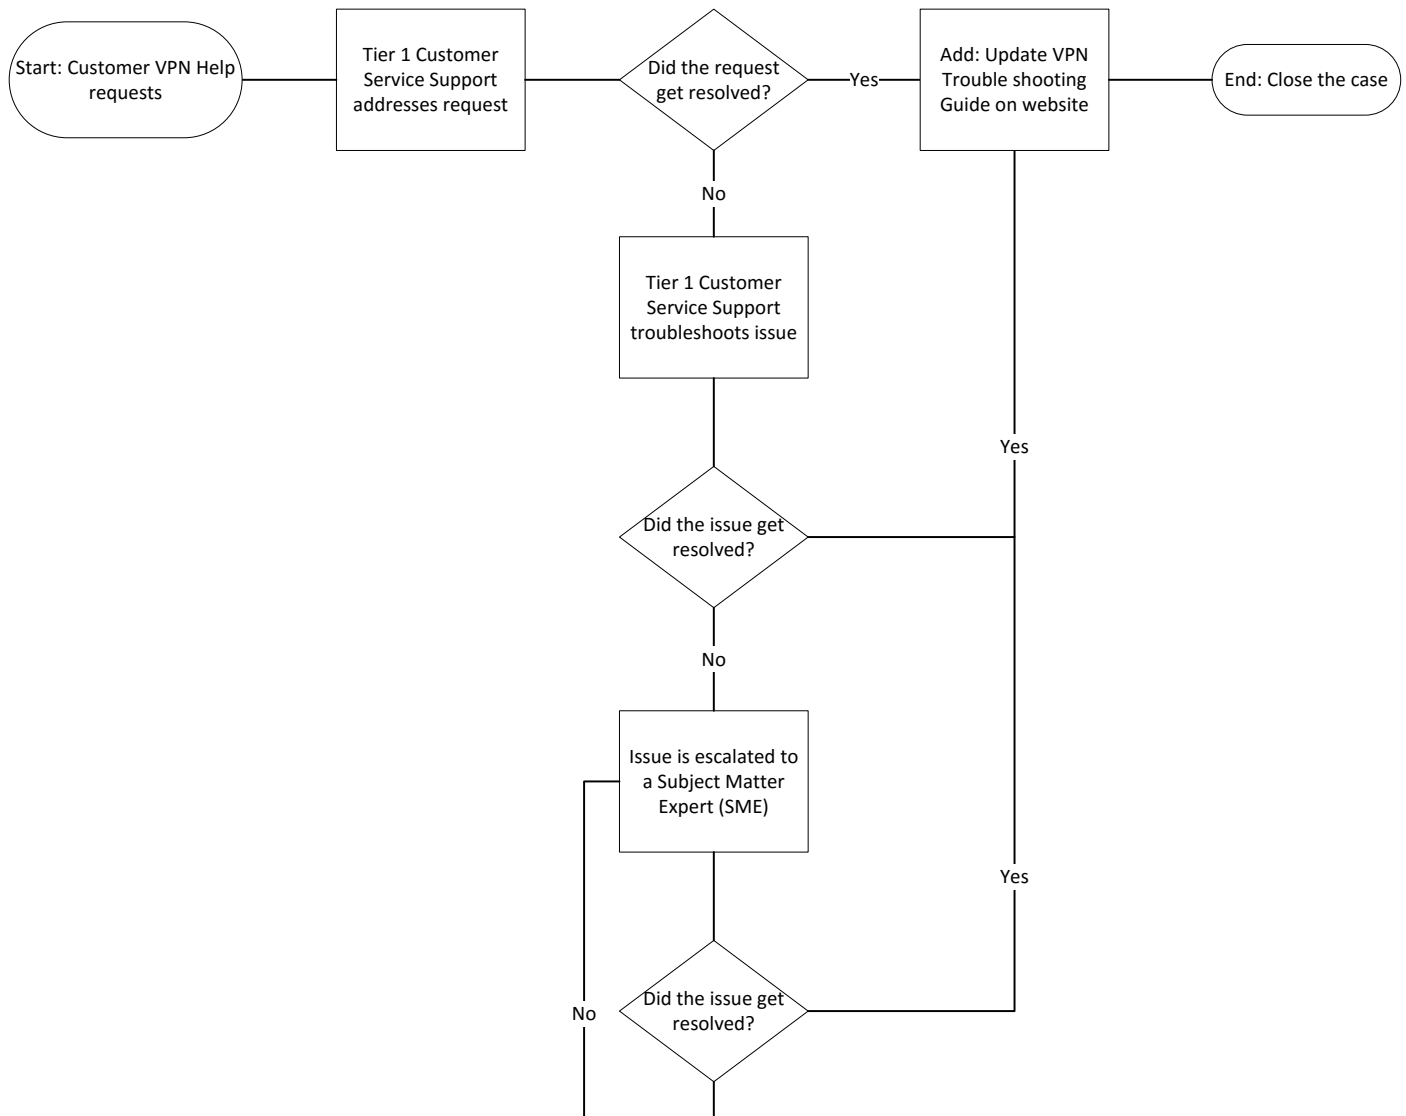 Start: Customer VPN Help
requests
Tier 1 Customer
Service Support
addresses request
Did the request
get resolved?
Yes
Add: Update VPN
Trouble shooting
Guide on website
End: Close the case
No
Tier 1 Customer
Service Support
troubleshoots issue
Yes
Did the issue get
resolved?
No
Issue is escalated to
a Subject Matter
Expert (SME)
Yes
Did the issue get
resolved?
No